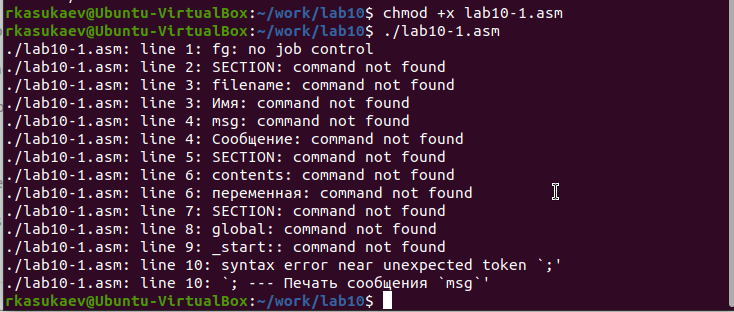 rkasukaev@Ubuntu-VirtualBox:~/work/lab10$ chmod +x lab10-1.asm
rkasukaev@Ubuntu-VirtualBox:~/work/lab10$ ./lab10-1.asm
./lab10-1.asm: line 1: fg: no job control
./lab10-1.asm: line 2: SECTION: command not found
./lab10-1.asm: line 3: filename: command not found
./lab10-1.asm: line 3: Имя: command not found
./lab10-1.asm: line 4: msg: command not found
./lab10-1.asm: line 4: Сообщение: command not found
./lab10-1.asm: line 5: SECTION: command not found
./lab10-1.asm: line 6: contents: command not found
./lab10-1.asm: line 6: переменная: command not found
./lab10-1.asm: line 7: SECTION: command not found
./lab10-1.asm: line 8: global: command not found
./lab10-1.asm: line 9: _start:: command not found
./lab10-1.asm: line 10: syntax error near unexpected token `;'
./lab10-1.asm: line 10: `; --- Печать сообщения `msg`'
rkasukaev@Ubuntu-VirtualBox:~/work/lab10$